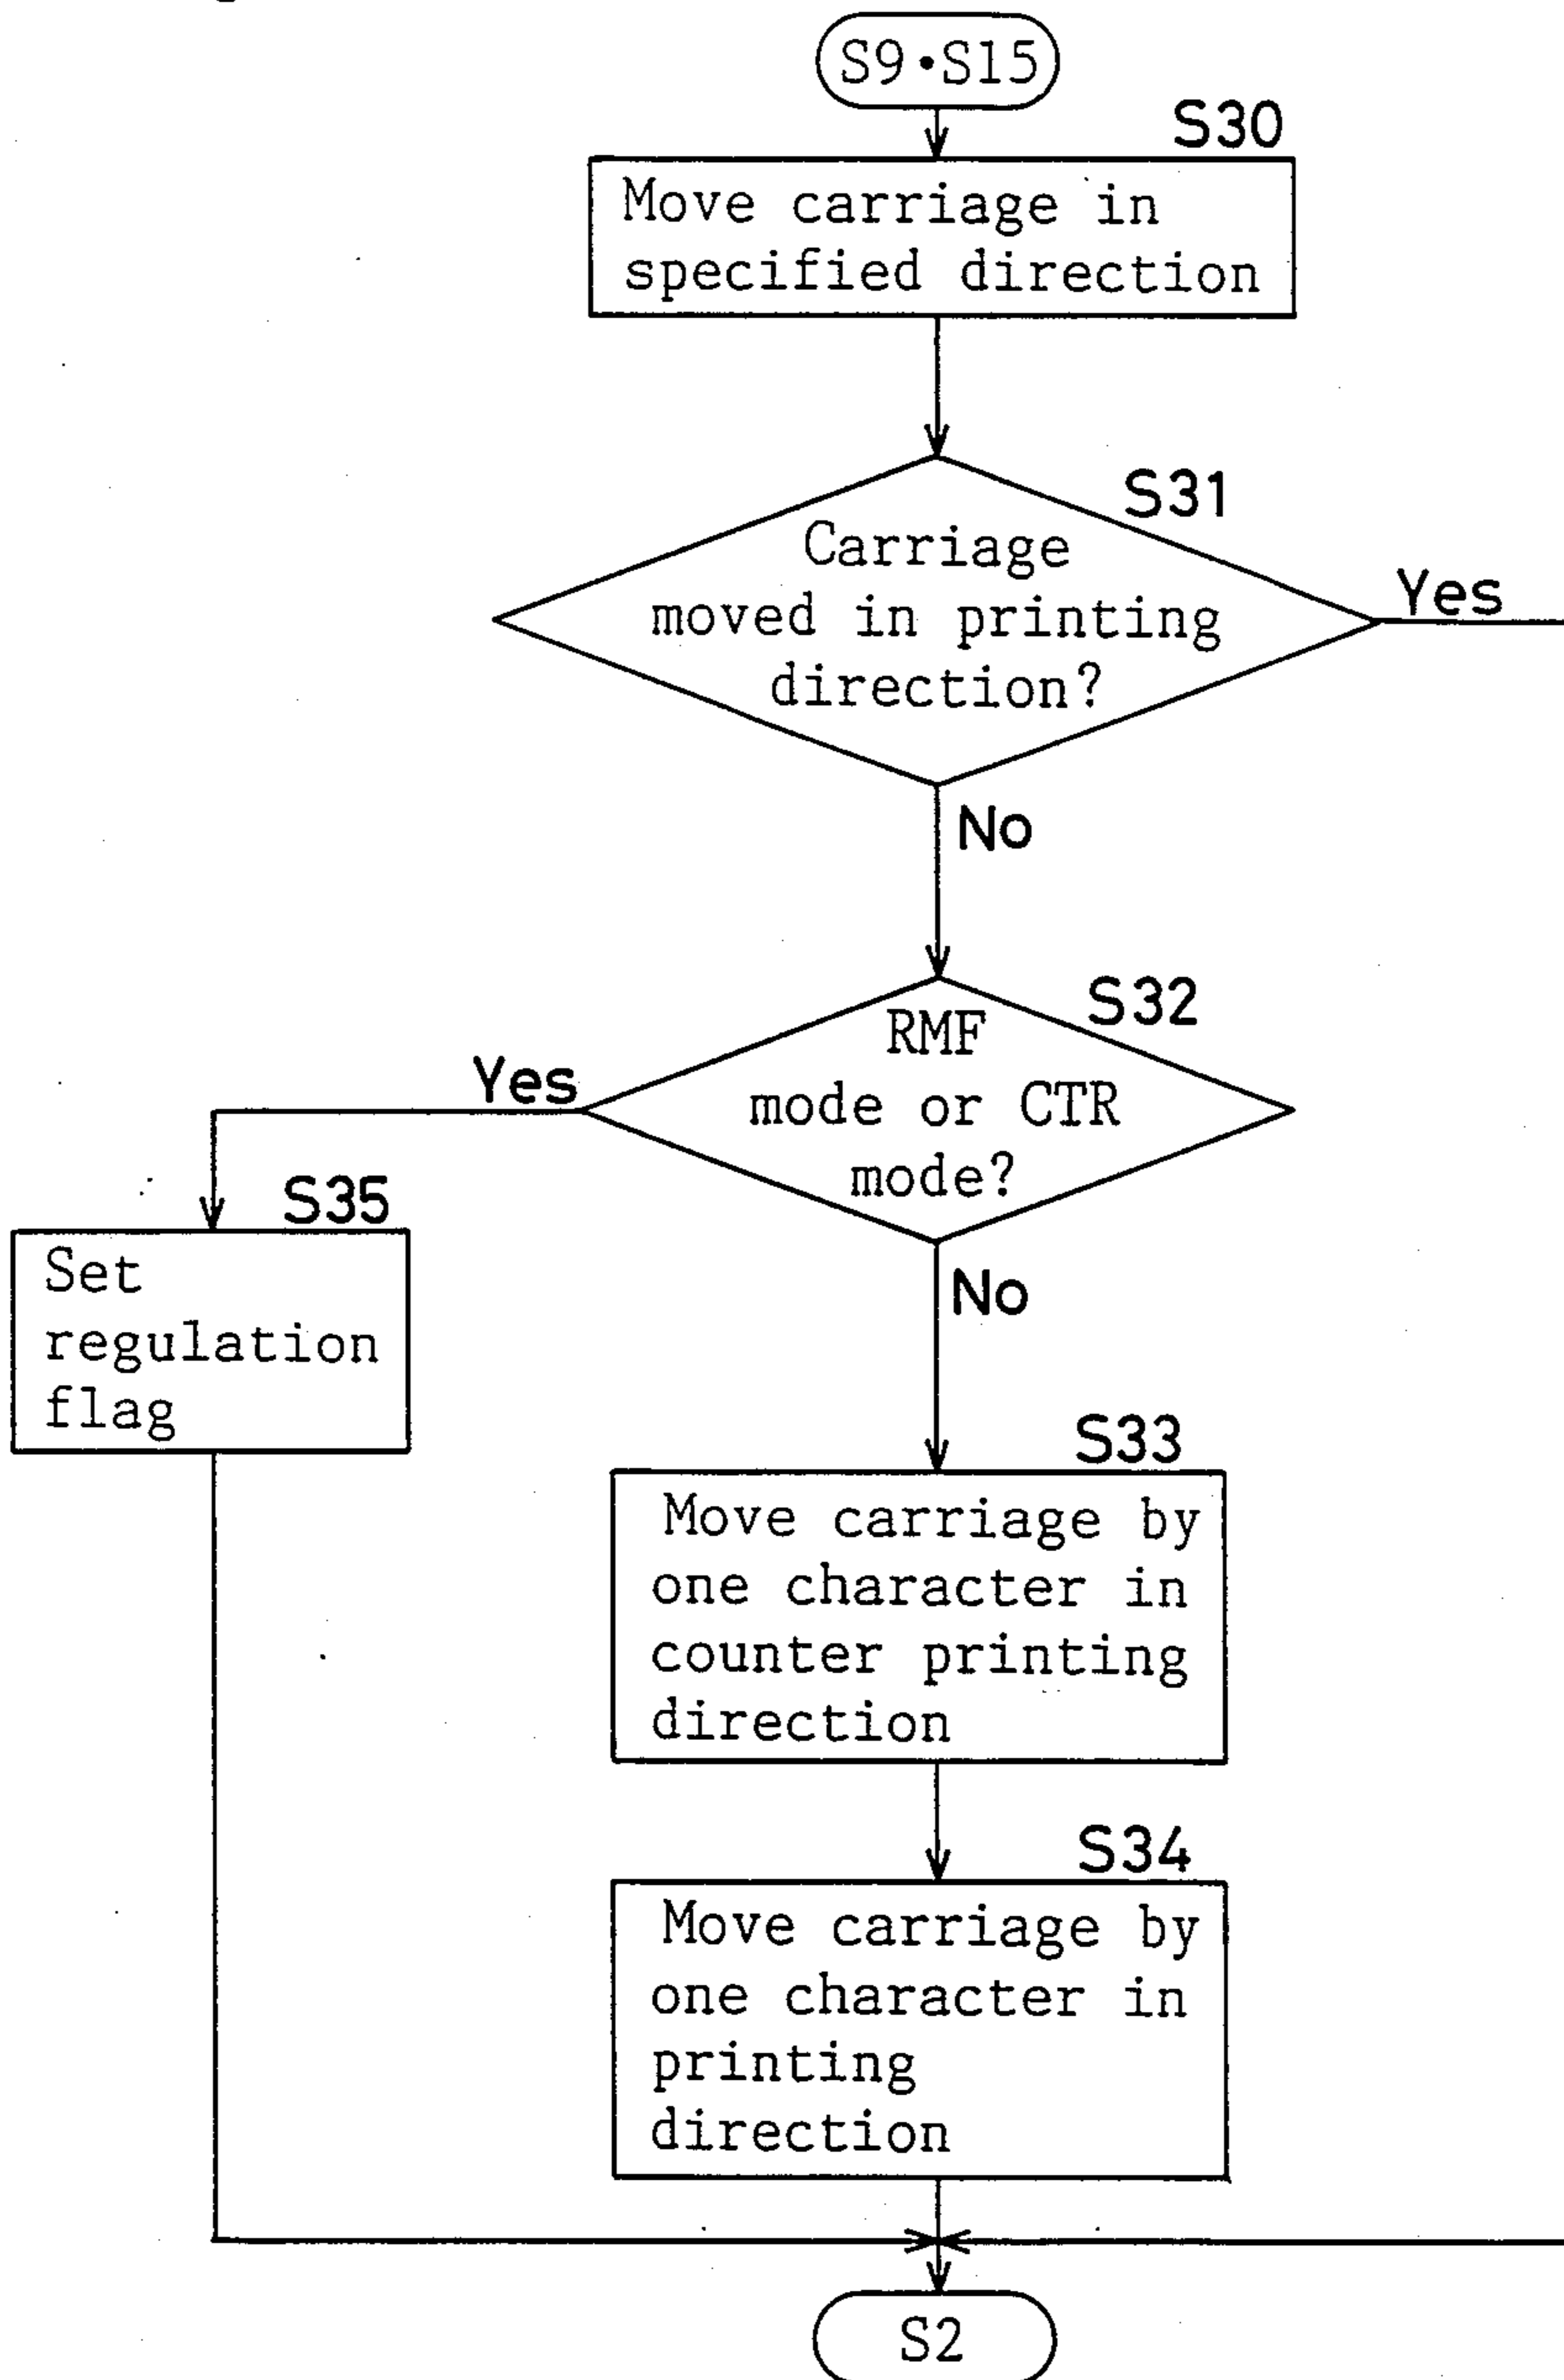 S9•S15
S30
Move carriage in
specified direction
S31
Carriage
moved in printing
direction?
Yes
No
S32
RMF
mode or CTR
mode?
Yes
S35
Set
regulation
flag
No
S33
Move carriage by
one character in
counter printing
direction
S34
Move carriage by
one character in
printing
direction
S2